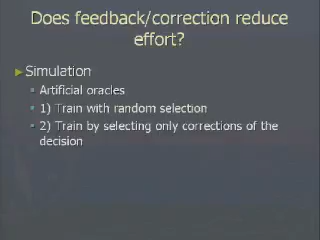 Does feedback/correction reduce
effort?
► Simulation
▪ Artificial oracles
▪ 1) Train with random selection
▪ 2) Train by selecting only corrections of the
decision